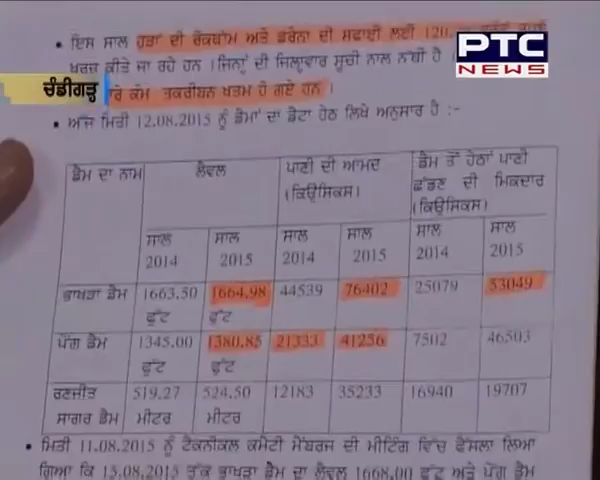 • ਇਸ ਸਾਲ ਹੜਾਂ ਦੀ ਰੋਕਥਾਮ ਅਤੇ ਡਰੇਨਾਂ ਦੀ ਸਫਾਈ ਲਈ 120
ਖਰਚ ਕੀਤੇ ਜਾ ਰਹੇ ਹਨ । ਜਿਨ੍ਹਾਂ ਦੀ ਜਿਲ੍ਹਾਵਾਰ ਸੂਚੀ ਨਾਲ ਨੱਥੀ ਹੈ ।
PTC
NEWS
ਚੰਡੀਗੜ੍ਹ
ਕੰਮ ਤਕਰੀਬਨ ਖਤਮ ਹੋ ਗਏ ਹਨ ।
• ਅੱਜ ਮਿਤੀ 12.08.2015 ਨੂੰ ਡੈਮਾਂ ਦਾ ਡੈਟਾ ਹੇਠ ਲਿਖੇ ਅਨੁਸਾਰ ਹੈ :-
ਡੈਮ ਦਾ ਨਾਮ ਲੈਵਲ ਪਾਣੀ ਦੀ ਆਮਦ ਡੈਮ ਤੋਂ ਹੇਠਾਂ ਪਾਣੀ
(ਕਿਊਸਿਕਸ) ਛੱਡਣ ਦੀ ਮਿਕਦਾਰ
(ਕਿਊਸਿਕਸ)
ਸਾਲ ਸਾਲ ਸਾਲ ਸਾਲ ਸਾਲ ਸਾਲ
2014 2015 2014 2015 2014 2015
ਭਾਖੜਾ ਡੈਮ 1663.50 1664.98 44539 76402 25079 53049
ਫੁੱਟ ਫੁੱਟ
ਪੌਂਗ ਡੈਮ 1345.00 1380.85 21333 41256 7502 46503
ਫੁੱਟ ਫੁੱਟ
ਰਣਜੀਤ 519.27 524.50 12183 35233 16940 19707
ਸਾਗਰ ਡੈਮ ਮੀਟਰ ਮੀਟਰ
• ਮਿਤੀ 11.08.2015 ਨੂੰ ਟੈਕਨੀਕਲ ਕਮੇਟੀ ਮੈਂਬਰਜ਼ ਦੀ ਮੀਟਿੰਗ ਵਿੱਚ ਫੈਸਲਾ ਲਿਆ
ਗਿਆ ਕਿ 15.08.2015 ਤੱਕ ਭਾਖੜਾ ਡੈਮ ਦਾ ਲੈਵਲ 1668.00 ਫੁੱਟ ਅਤੇ ਪੌਂਗ ਡੈਮ